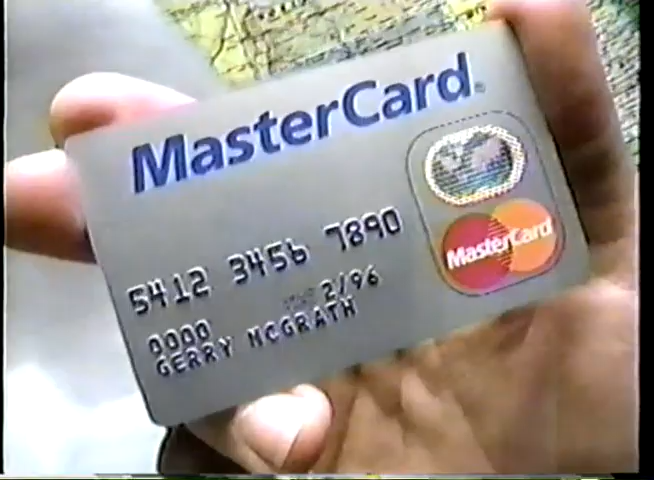 MasterCard®
MasterCard
5412 3456 7890
2/96
0000
GERRY MCGRATH